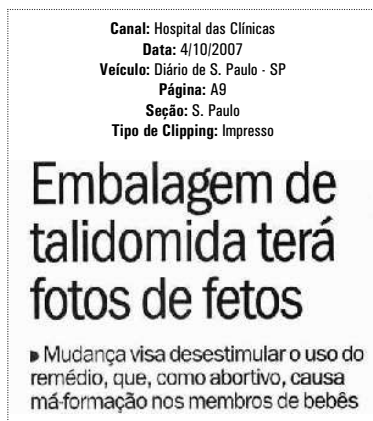 Canal: Hospital das Clínicas
Data: 4/10/2007
Veículo: Diário de S. Paulo - SP
Página: A9
Seção: S. Paulo
Tipo de Clipping: Impresso
Embalagem de
talidomida terá
fotos de fetos
▶ Mudança visa desestimular o uso do
remédio, que, como abortivo, causa
má-formação nos membros de bebês